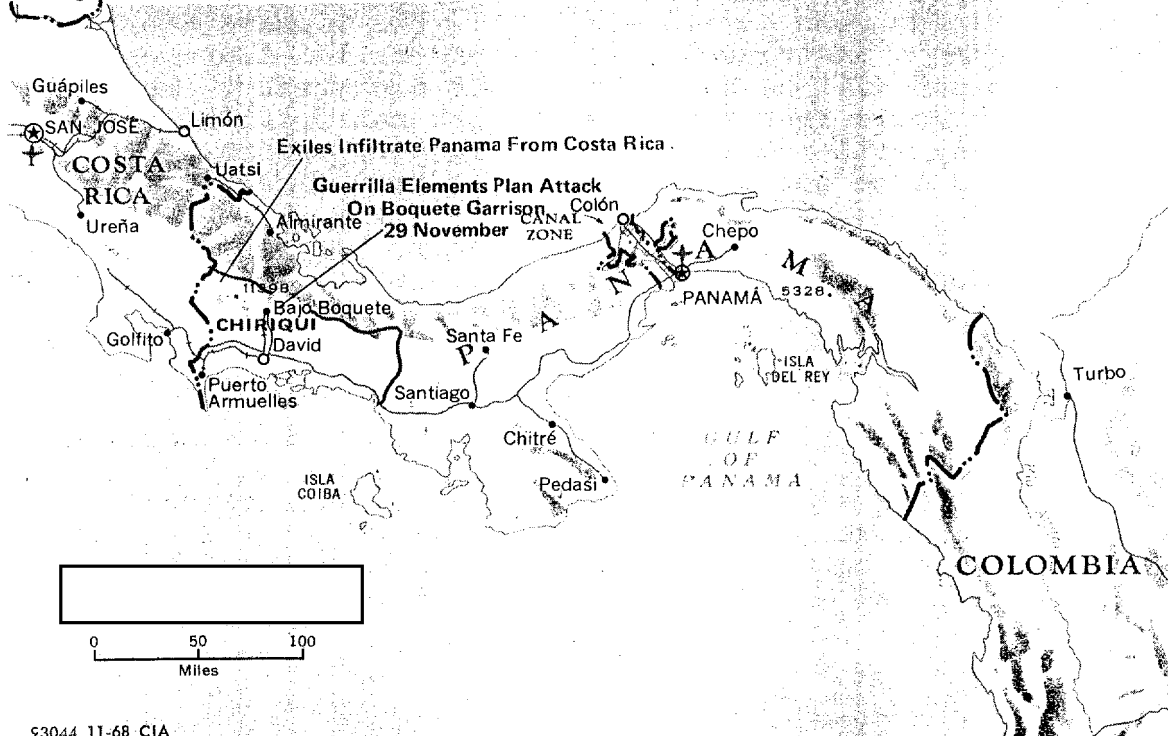 Guápiles
SAN JOSÉ
Limón
COSTA
RICA
Exiles Infiltrate Panama From Costa Rica
Uatsi
Guerrilla Elements Plan Attack
On Boquete Garrison
29 November
Ureña
Almirante
Colón
CANAL
ZONE
Chepo
PANAMA
PANAMÁ
5328
11398
Bajo Boquete
CHIRIQUI
Golfito
David
Santa Fe
ISLA
DEL REY
Turbo
Puerto
Armuelles
Santiago
Chitré
GULF
OF
PANAMA
ISLA
COIBA
Pedasí
COLOMBIA
0 50 100
Miles
93044 11-68 CIA